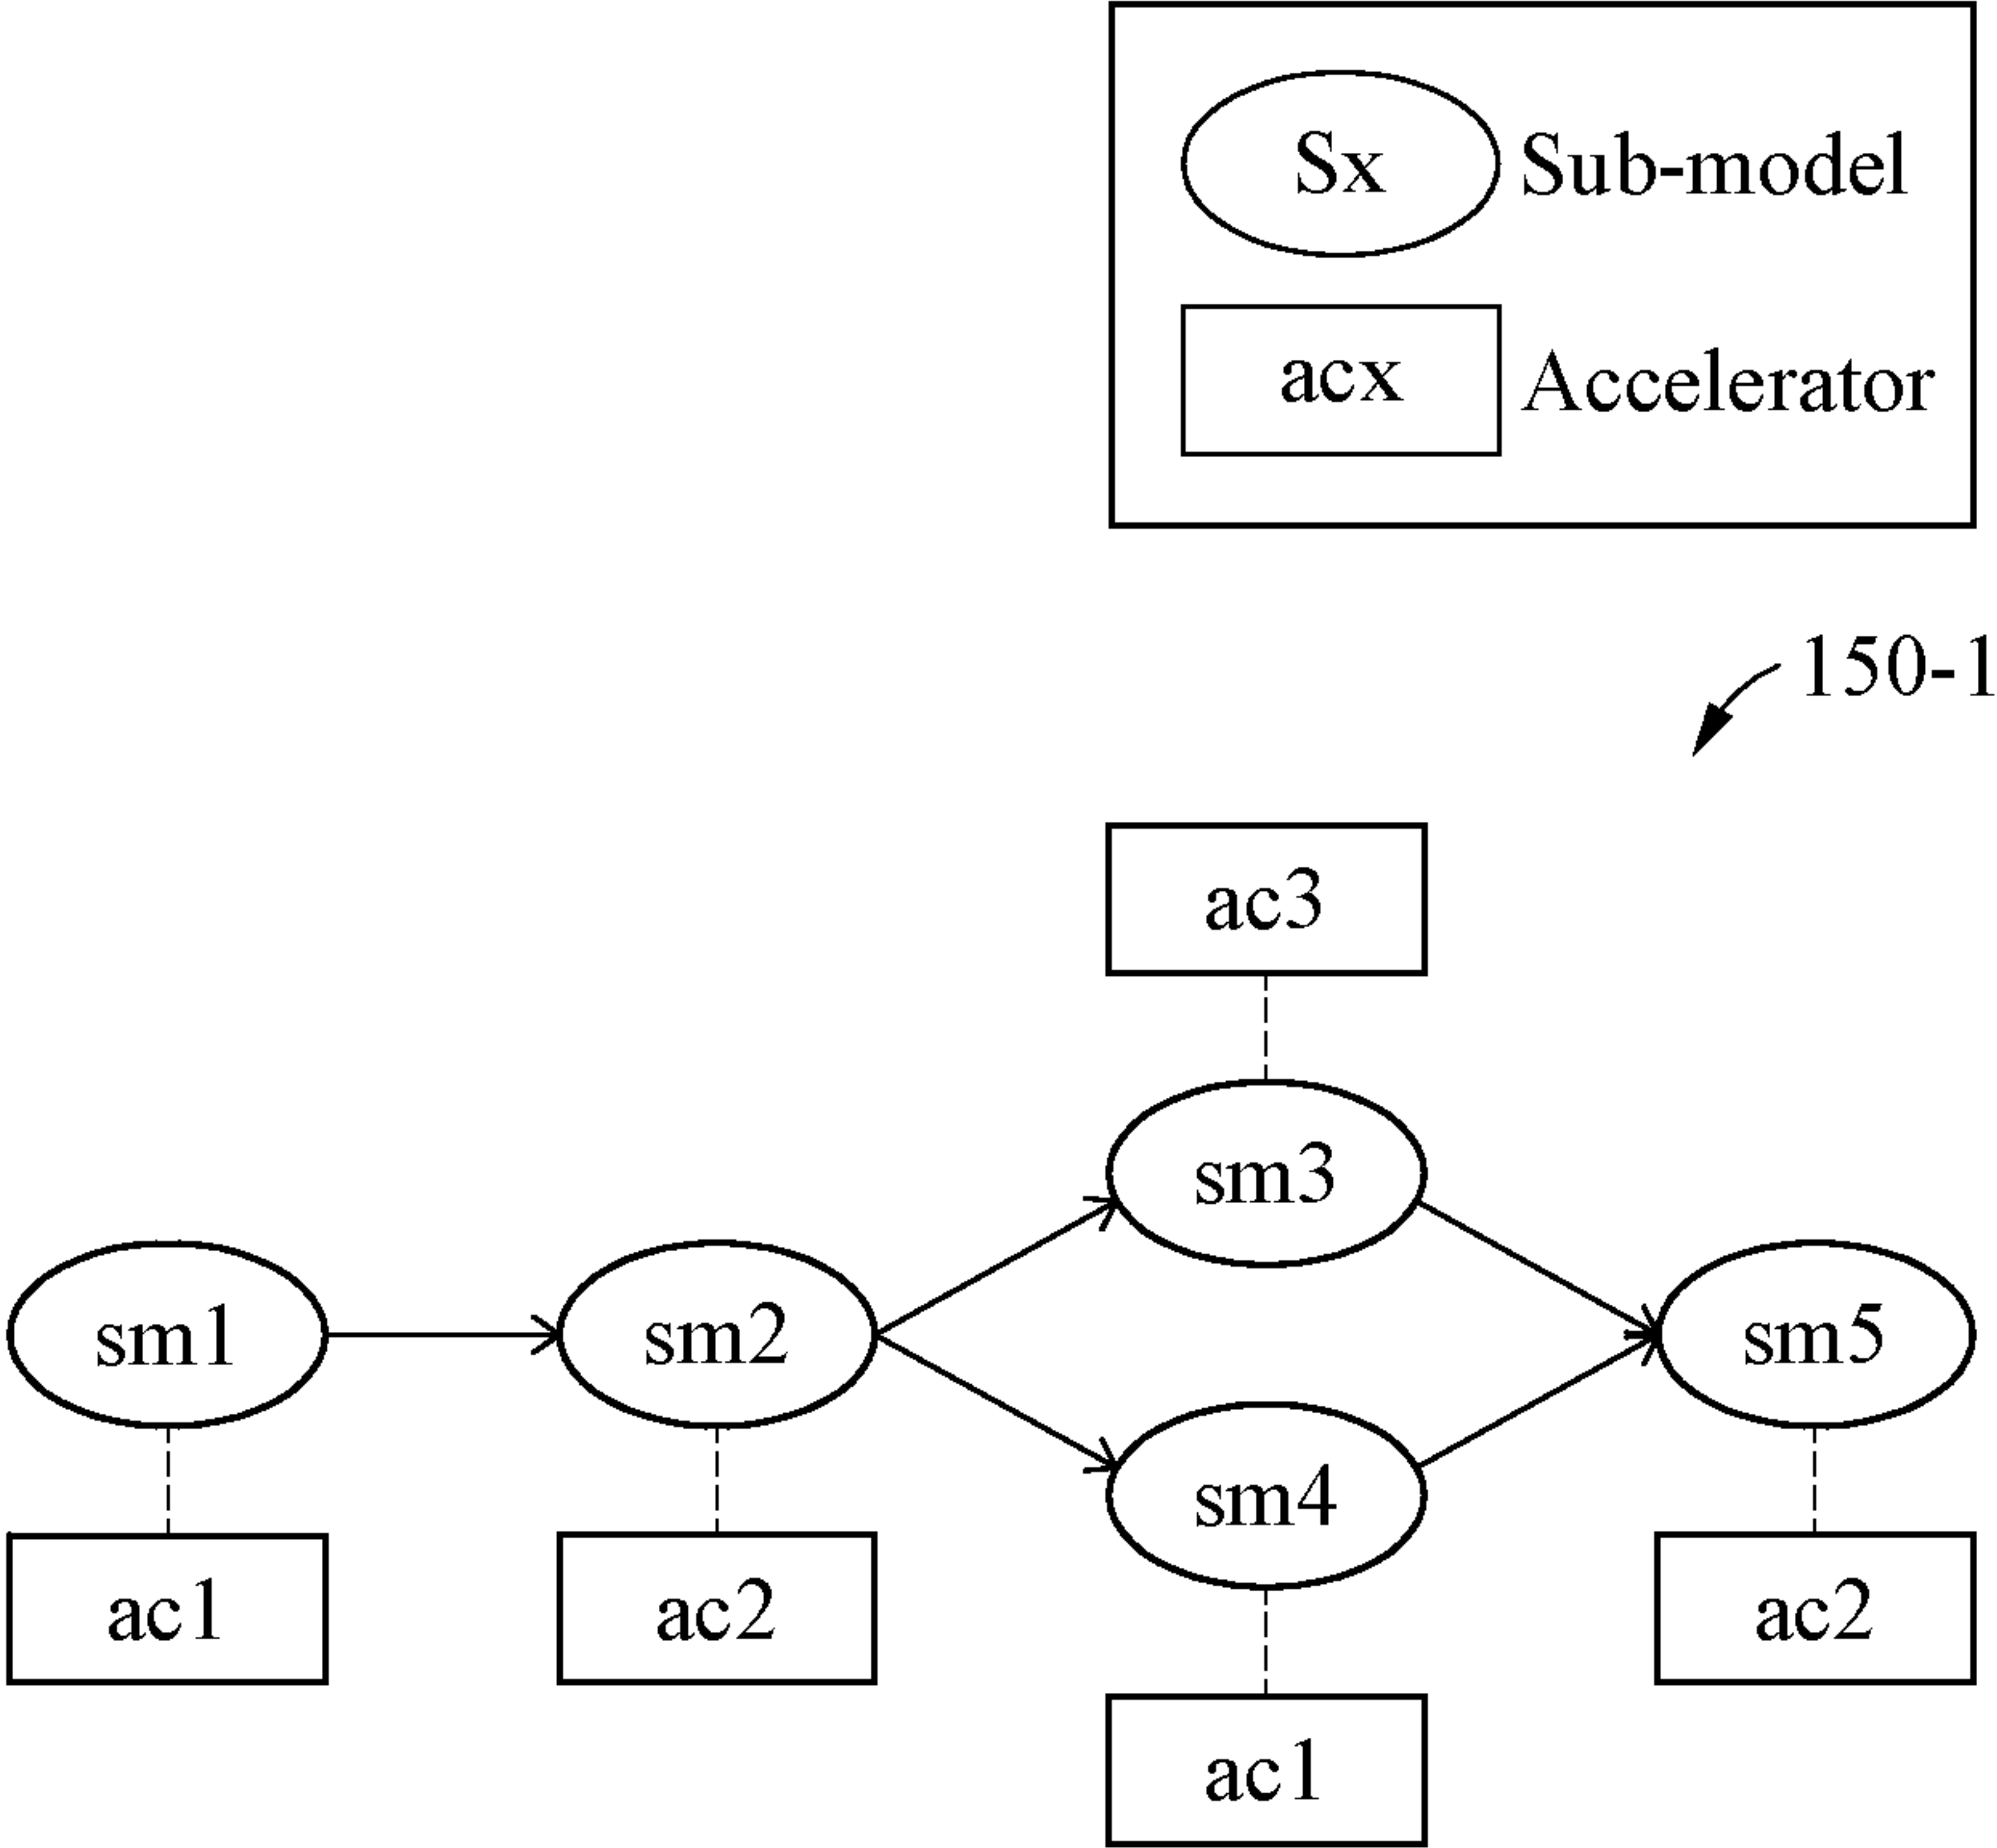 Sx Sub-model
acx Accelerator
150-1
ac3
sm3
sm1 sm2 sm5
sm4
ac1 ac2 ac2
ac1